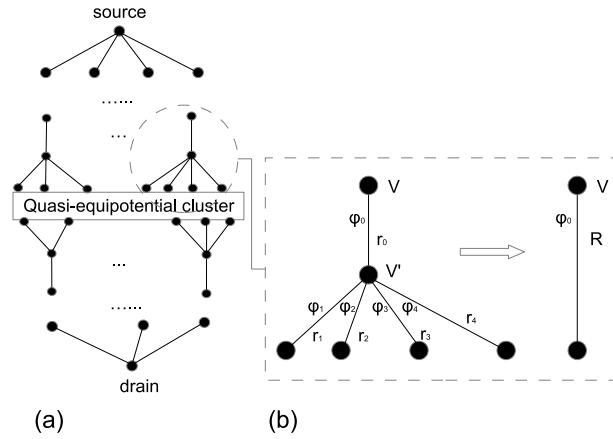 source
......
...
Quasi-equipotential cluster
...
......
drain
(a)
V
φ₀
r₀
V'
φ₁ φ₂ φ₃ φ₄
r₁ r₂ r₃ r₄
V
φ₀
R
(b)